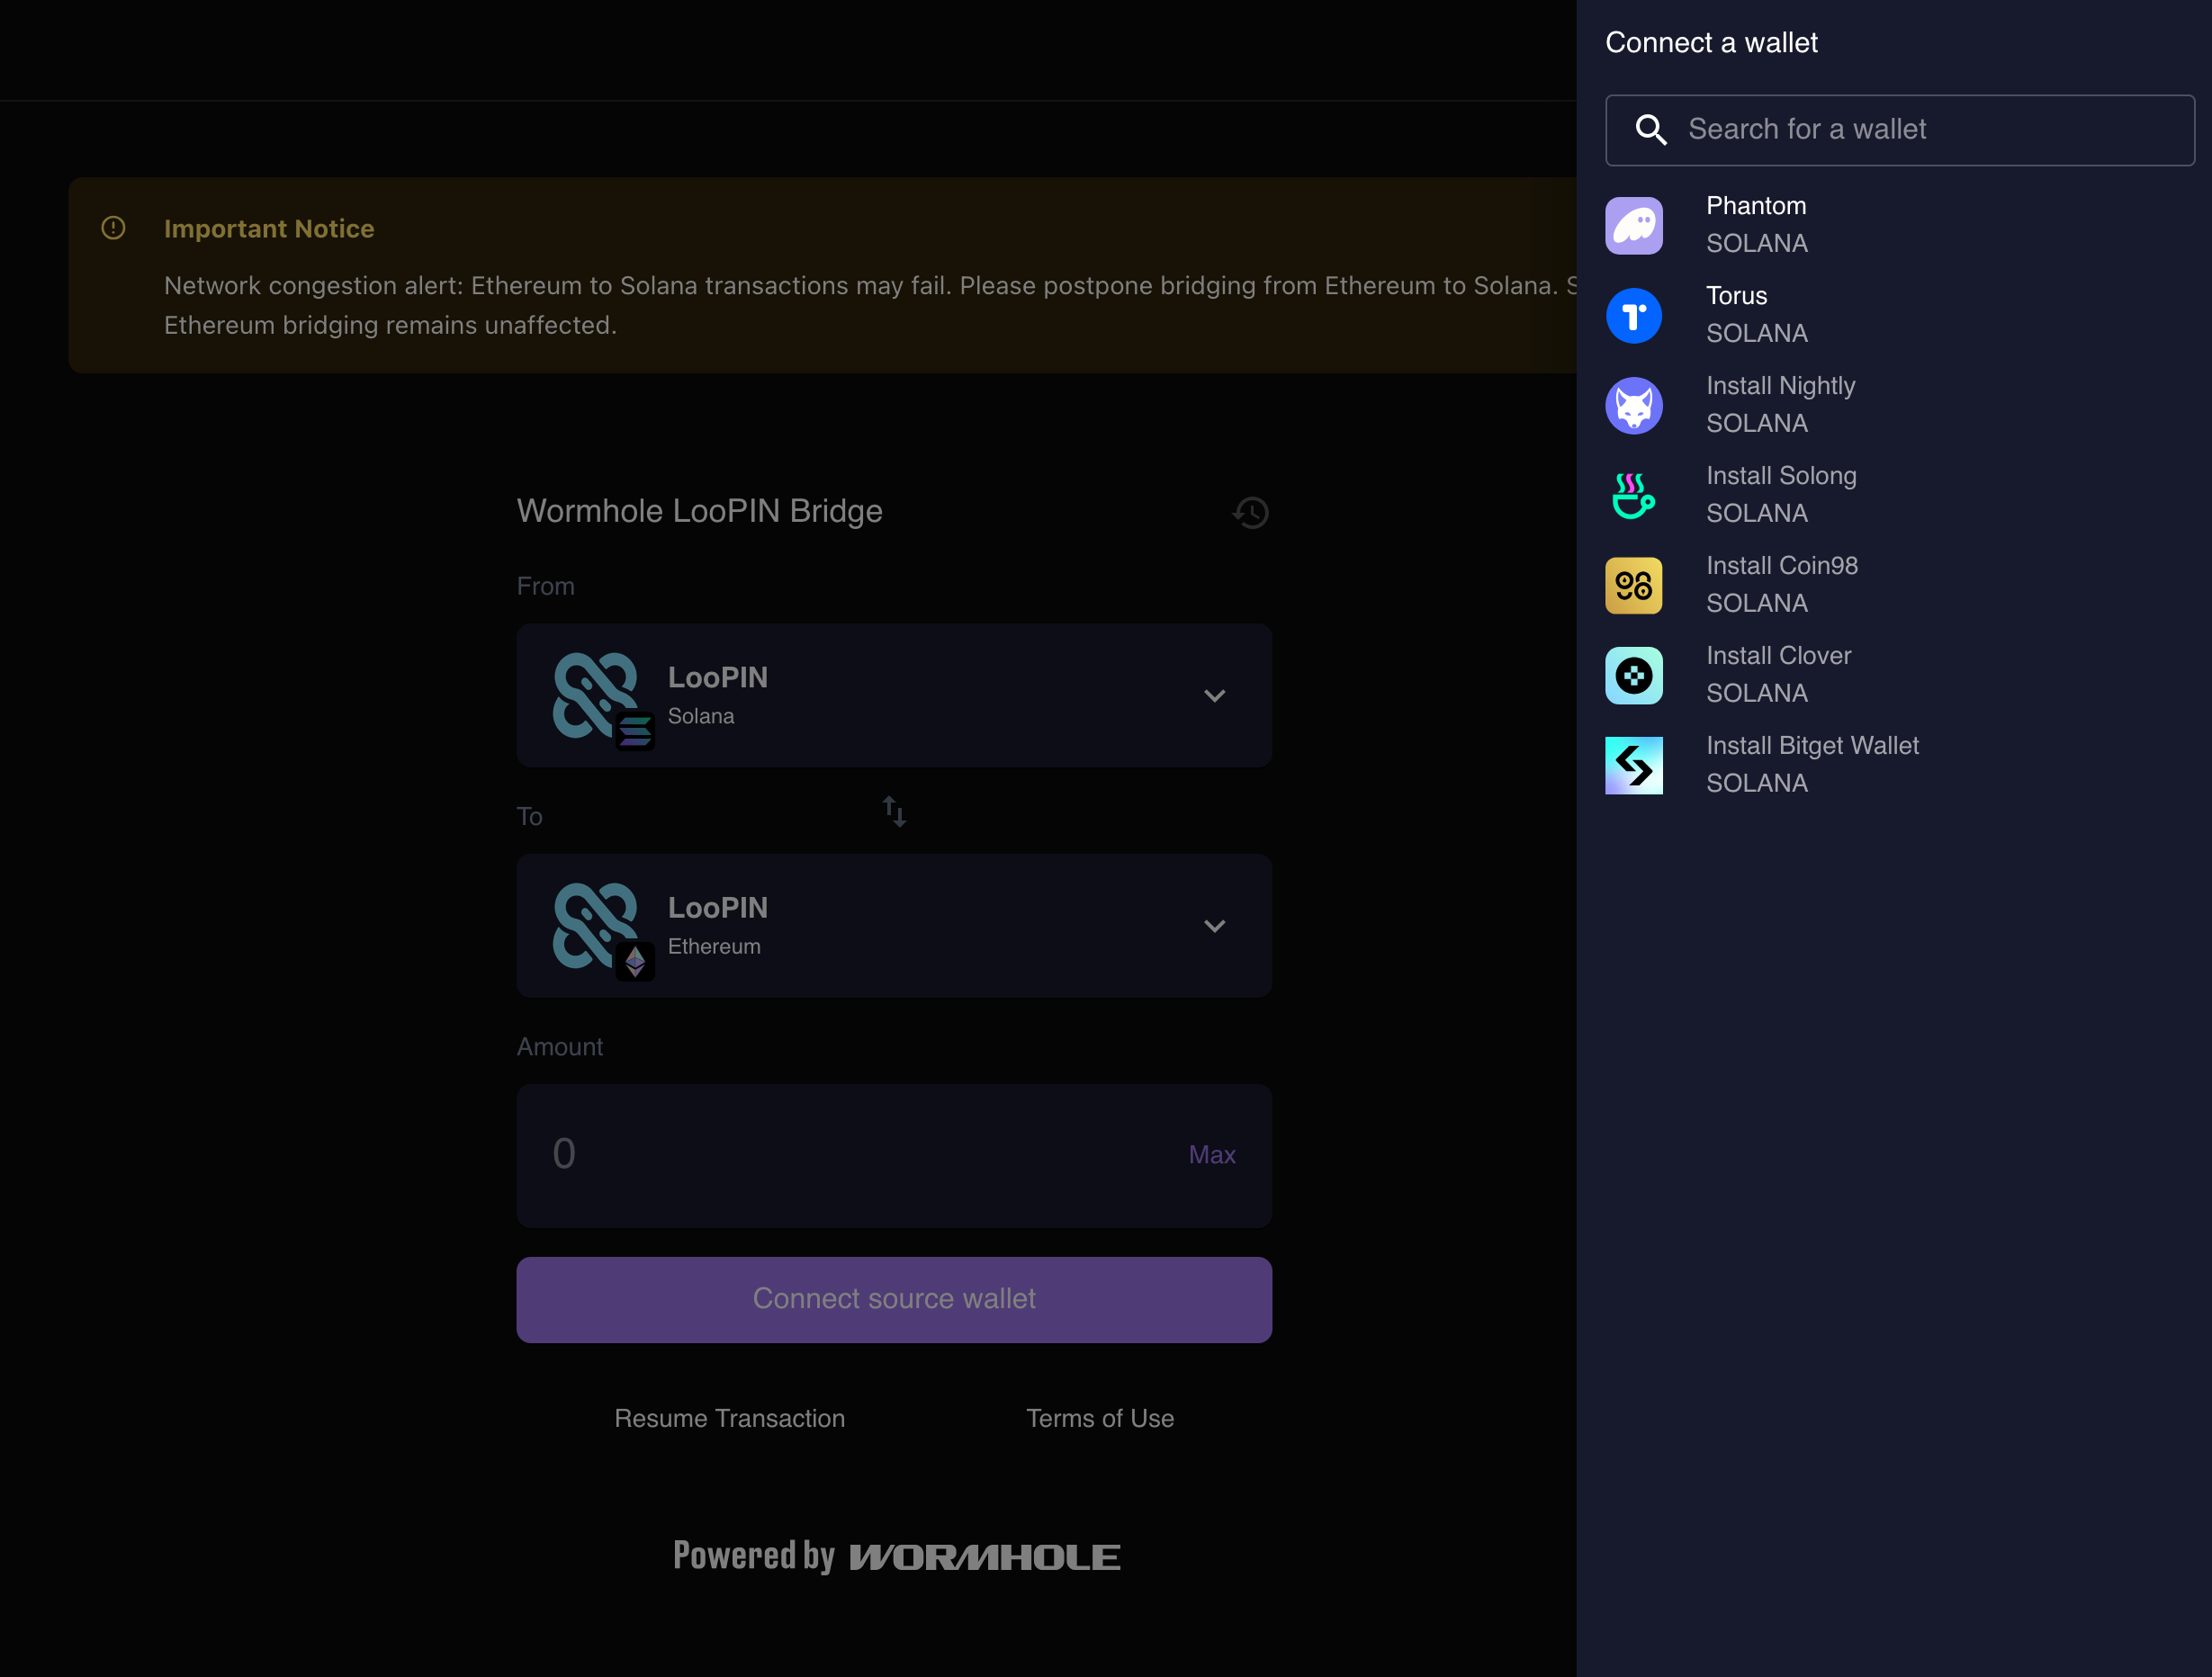 Important Notice
Network congestion alert: Ethereum to Solana transactions may fail. Please postpone bridging from Ethereum to Solana.
Ethereum bridging remains unaffected.
Wormhole LooPIN Bridge
From
LooPIN
Solana
To
LooPIN
Ethereum
Amount
0
Max
Connect source wallet
Resume Transaction
Terms of Use
Powered by WORMHOLE
Connect a wallet
Search for a wallet
Phantom
SOLANA
Torus
SOLANA
Install Nightly
SOLANA
Install Solong
SOLANA
Install Coin98
SOLANA
Install Clover
SOLANA
Install Bitget Wallet
SOLANA